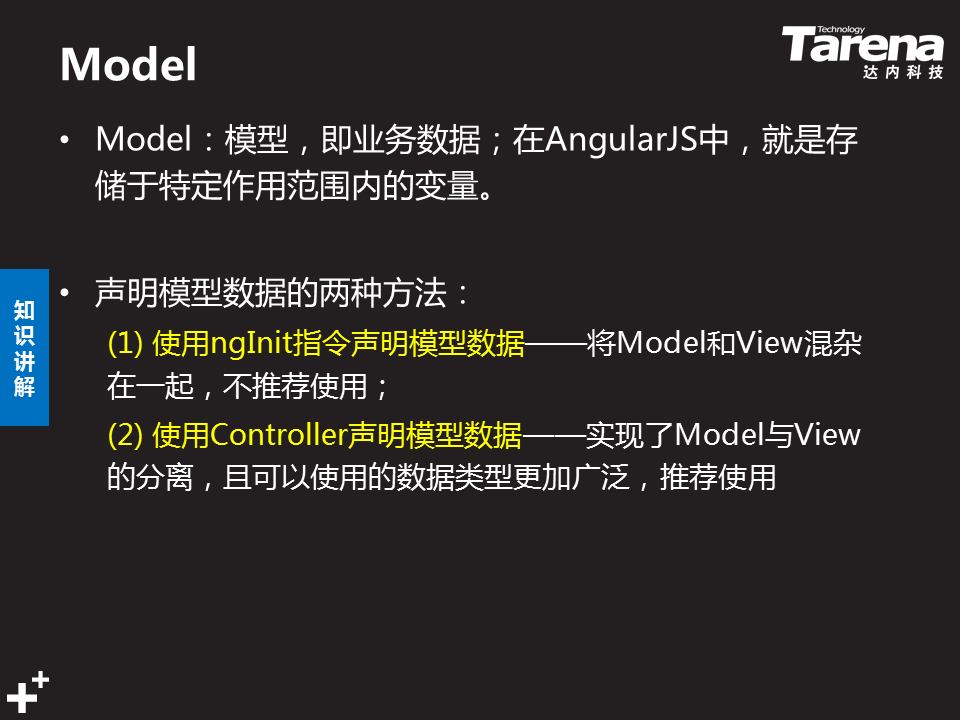 Model
Technology
Tarena
达内科技
• Model：模型，即业务数据；在AngularJS中，就是存
储于特定作用范围内的变量。
• 声明模型数据的两种方法：
(1) 使用ngInit指令声明模型数据——将Model和View混杂
在一起，不推荐使用；
(2) 使用Controller声明模型数据——实现了Model与View
的分离，且可以使用的数据类型更加广泛，推荐使用
知
识
讲
解